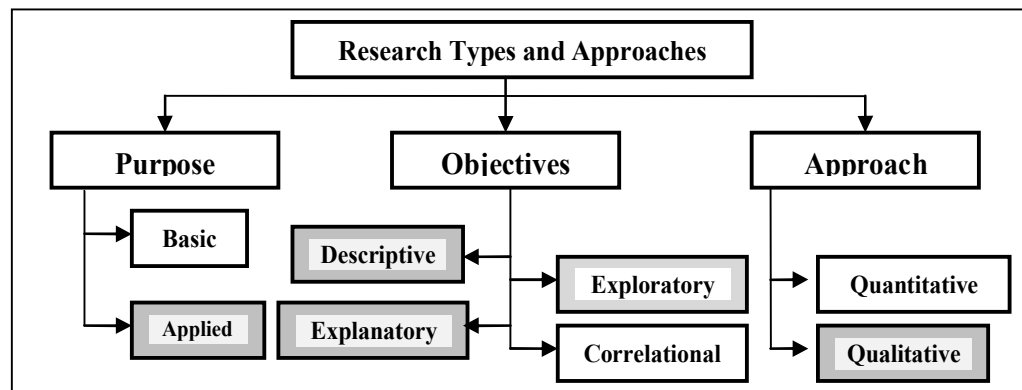 Research Types and Approaches
Purpose
Objectives
Approach
Basic
Descriptive
Exploratory
Quantitative
Applied
Explanatory
Correlational
Qualitative